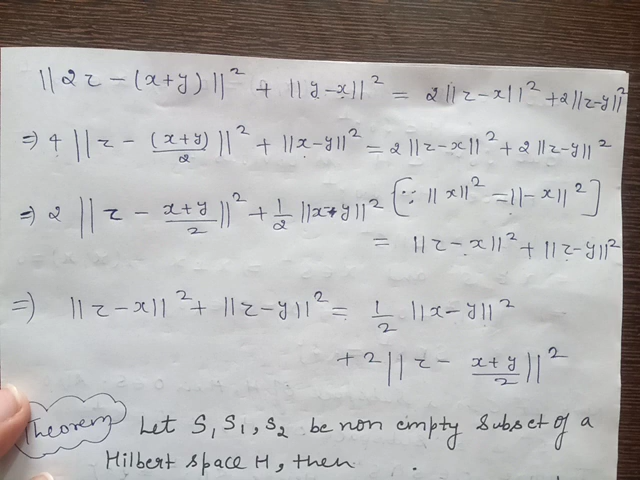 ||2z - (x+y)||² + ||y-x||² = 2||z-x||² + 2||z-y||²
⇒ 4 ||z - (x+y)/2||² + ||x-y||² = 2||z-x||² + 2||z-y||²
⇒ 2 ||z - x+y/2||² + 1/2 ||x-y||² [∵ ||x||² = ||-x||²]
= ||z-x||² + ||z-y||²
⇒ ||z-x||² + ||z-y||² = 1/2 ||x-y||²
+ 2||z - x+y/2||²
Theorem Let S, S₁, S₂ be non empty subset of a
Hilbert space H, then